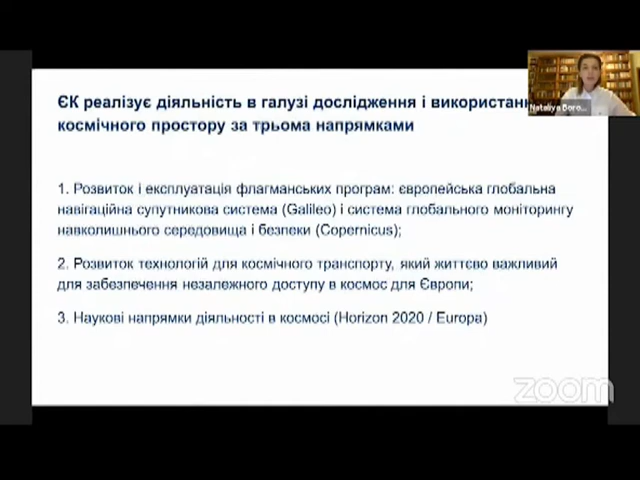 ЄК реалізує діяльність в галузі дослідження і
космічного простору за трьома напрямками
Nataliya
1. Розвиток і експлуатація флагманських програм: європейська глобальна
навігаційна супутникова система (Galileo) і система глобального моніторингу
навколишнього середовища і безпеки (Copernicus);
2. Розвиток технологій для космічного транспорту, який життєво важливий
для забезпечення незалежного доступу в космос для Європи;
3. Наукові напрямки діяльності в космосі (Horizon 2020 / Europa)
zoom